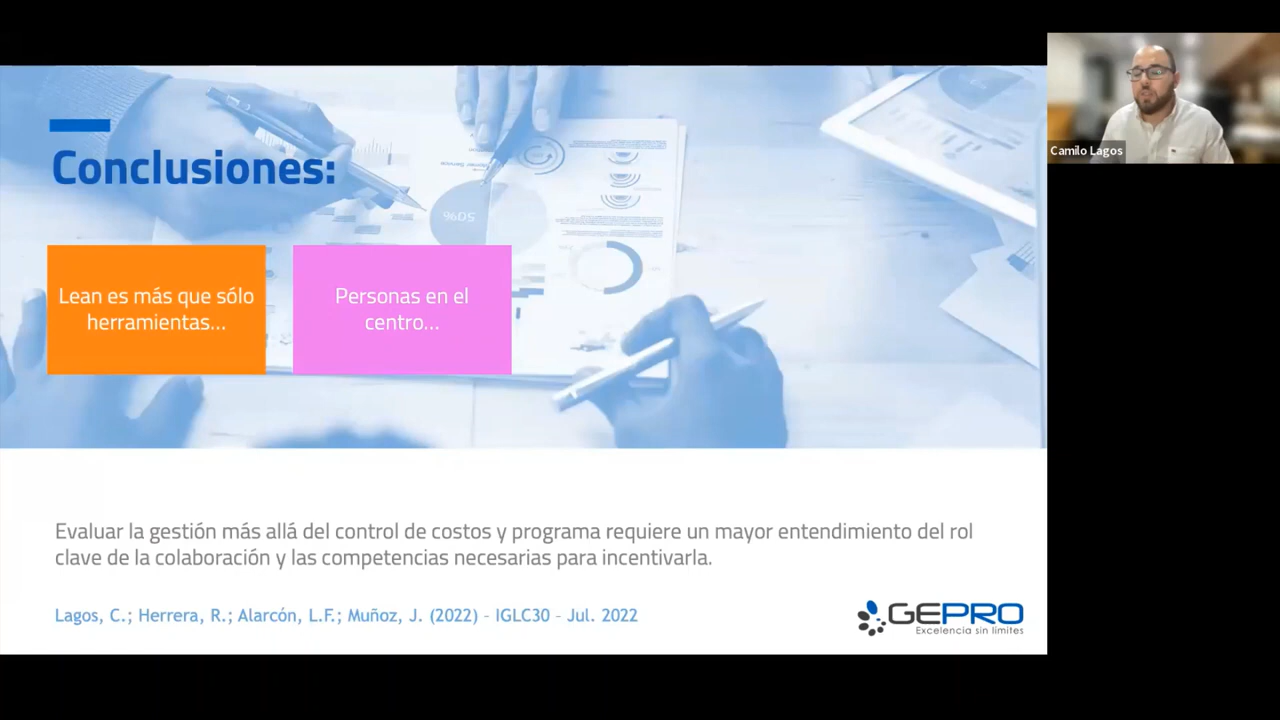 Camilo Lagos
Conclusiones:
50%
Lean es más que sólo
herramientas...
Personas en el
centro...
Evaluar la gestión más allá del control de costos y programa requiere un mayor entendimiento del rol
clave de la colaboración y las competencias necesarias para incentivarla.
Lagos, C.; Herrera, R.; Alarcón, L.F.; Muñoz, J. (2022) - IGLC30 - Jul. 2022
GEPRO
Excelencia sin límites